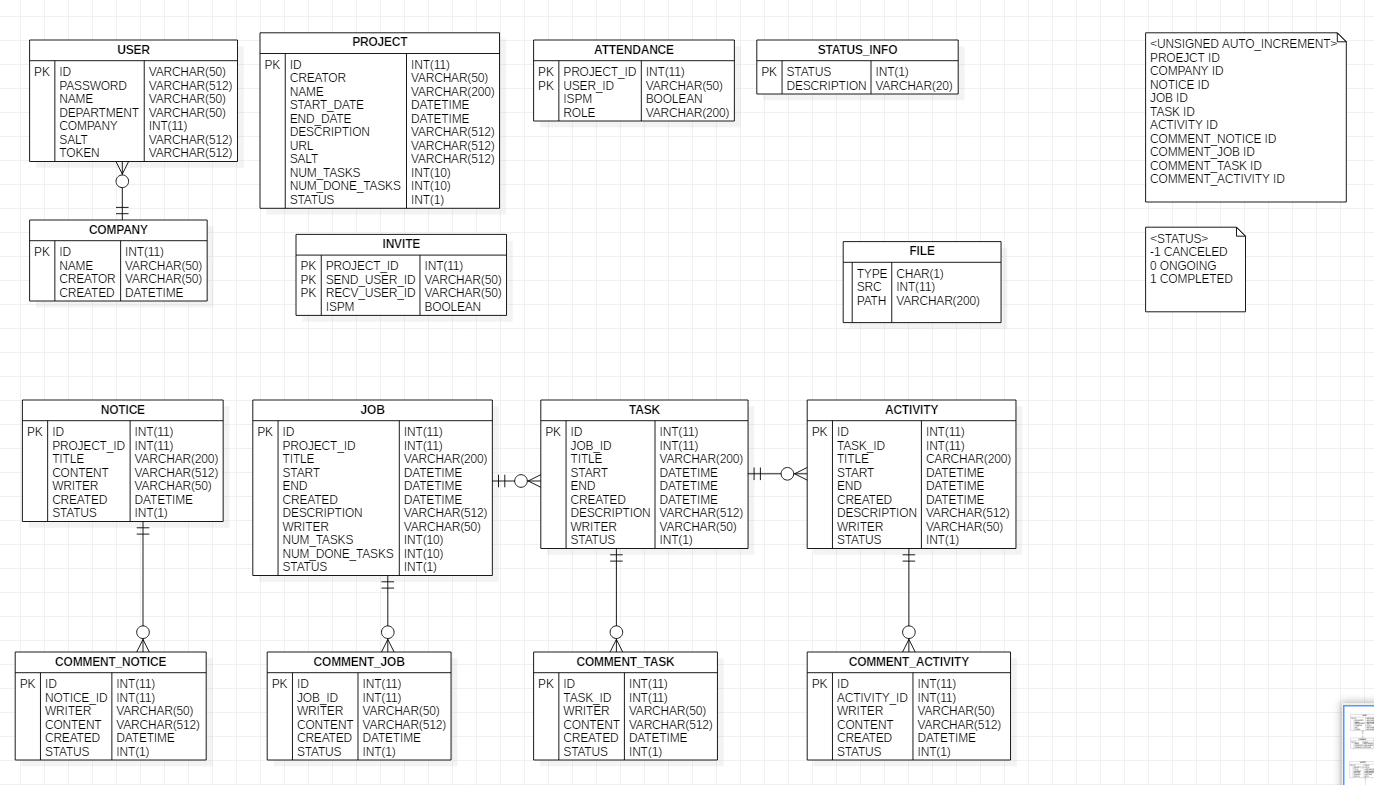 USER
PK ID VARCHAR(50)
PASSWORD VARCHAR(512)
NAME VARCHAR(50)
DEPARTMENT VARCHAR(50)
COMPANY INT(11)
SALT VARCHAR(512)
TOKEN VARCHAR(512)
PROJECT
PK ID INT(11)
CREATOR VARCHAR(50)
NAME VARCHAR(200)
START_DATE DATETIME
END_DATE DATETIME
DESCRIPTION VARCHAR(512)
URL VARCHAR(512)
SALT VARCHAR(512)
NUM_TASKS INT(10)
NUM_DONE_TASKS INT(10)
STATUS INT(1)
ATTENDANCE
PK PROJECT_ID INT(11)
PK USER_ID VARCHAR(50)
ISPM BOOLEAN
ROLE VARCHAR(200)
STATUS_INFO
PK STATUS INT(1)
DESCRIPTION VARCHAR(20)
<UNSIGNED AUTO_INCREMENT>
PROEJCT ID
COMPANY ID
NOTICE ID
JOB ID
TASK ID
ACTIVITY ID
COMMENT_NOTICE ID
COMMENT_JOB ID
COMMENT_TASK ID
COMMENT_ACTIVITY ID
COMPANY
PK ID INT(11)
NAME VARCHAR(50)
CREATOR VARCHAR(50)
CREATED DATETIME
INVITE
PK PROJECT_ID INT(11)
PK SEND_USER_ID VARCHAR(50)
PK RECV_USER_ID VARCHAR(50)
ISPM BOOLEAN
FILE
TYPE CHAR(1)
SRC INT(11)
PATH VARCHAR(200)
<STATUS>
-1 CANCELED
0 ONGOING
1 COMPLETED
NOTICE
PK ID INT(11)
PROJECT_ID INT(11)
TITLE VARCHAR(200)
CONTENT VARCHAR(512)
WRITER VARCHAR(50)
CREATED DATETIME
STATUS INT(1)
JOB
PK ID INT(11)
PROJECT_ID INT(11)
TITLE VARCHAR(200)
START DATETIME
END DATETIME
CREATED DATETIME
DESCRIPTION VARCHAR(512)
WRITER VARCHAR(50)
NUM_TASKS INT(10)
NUM_DONE_TASKS INT(10)
STATUS INT(1)
TASK
PK ID INT(11)
JOB_ID INT(11)
TITLE VARCHAR(200)
START DATETIME
END DATETIME
CREATED DATETIME
DESCRIPTION VARCHAR(512)
WRITER VARCHAR(50)
STATUS INT(1)
ACTIVITY
PK ID INT(11)
TASK_ID INT(11)
TITLE CARCHAR(200)
START DATETIME
END DATETIME
CREATED DATETIME
DESCRIPTION VARCHAR(512)
WRITER VARCHAR(50)
STATUS INT(1)
COMMENT_NOTICE
PK ID INT(11)
NOTICE_ID INT(11)
WRITER VARCHAR(50)
CONTENT VARCHAR(512)
CREATED DATETIME
STATUS INT(1)
COMMENT_JOB
PK ID INT(11)
JOB_ID INT(11)
WRITER VARCHAR(50)
CONTENT VARCHAR(512)
CREATED DATETIME
STATUS INT(1)
COMMENT_TASK
PK ID INT(11)
TASK_ID INT(11)
WRITER VARCHAR(50)
CONTENT VARCHAR(512)
CREATED DATETIME
STATUS INT(1)
COMMENT_ACTIVITY
PK ID INT(11)
ACTIVITY_ID INT(11)
WRITER VARCHAR(50)
CONTENT VARCHAR(512)
CREATED DATETIME
STATUS INT(1)